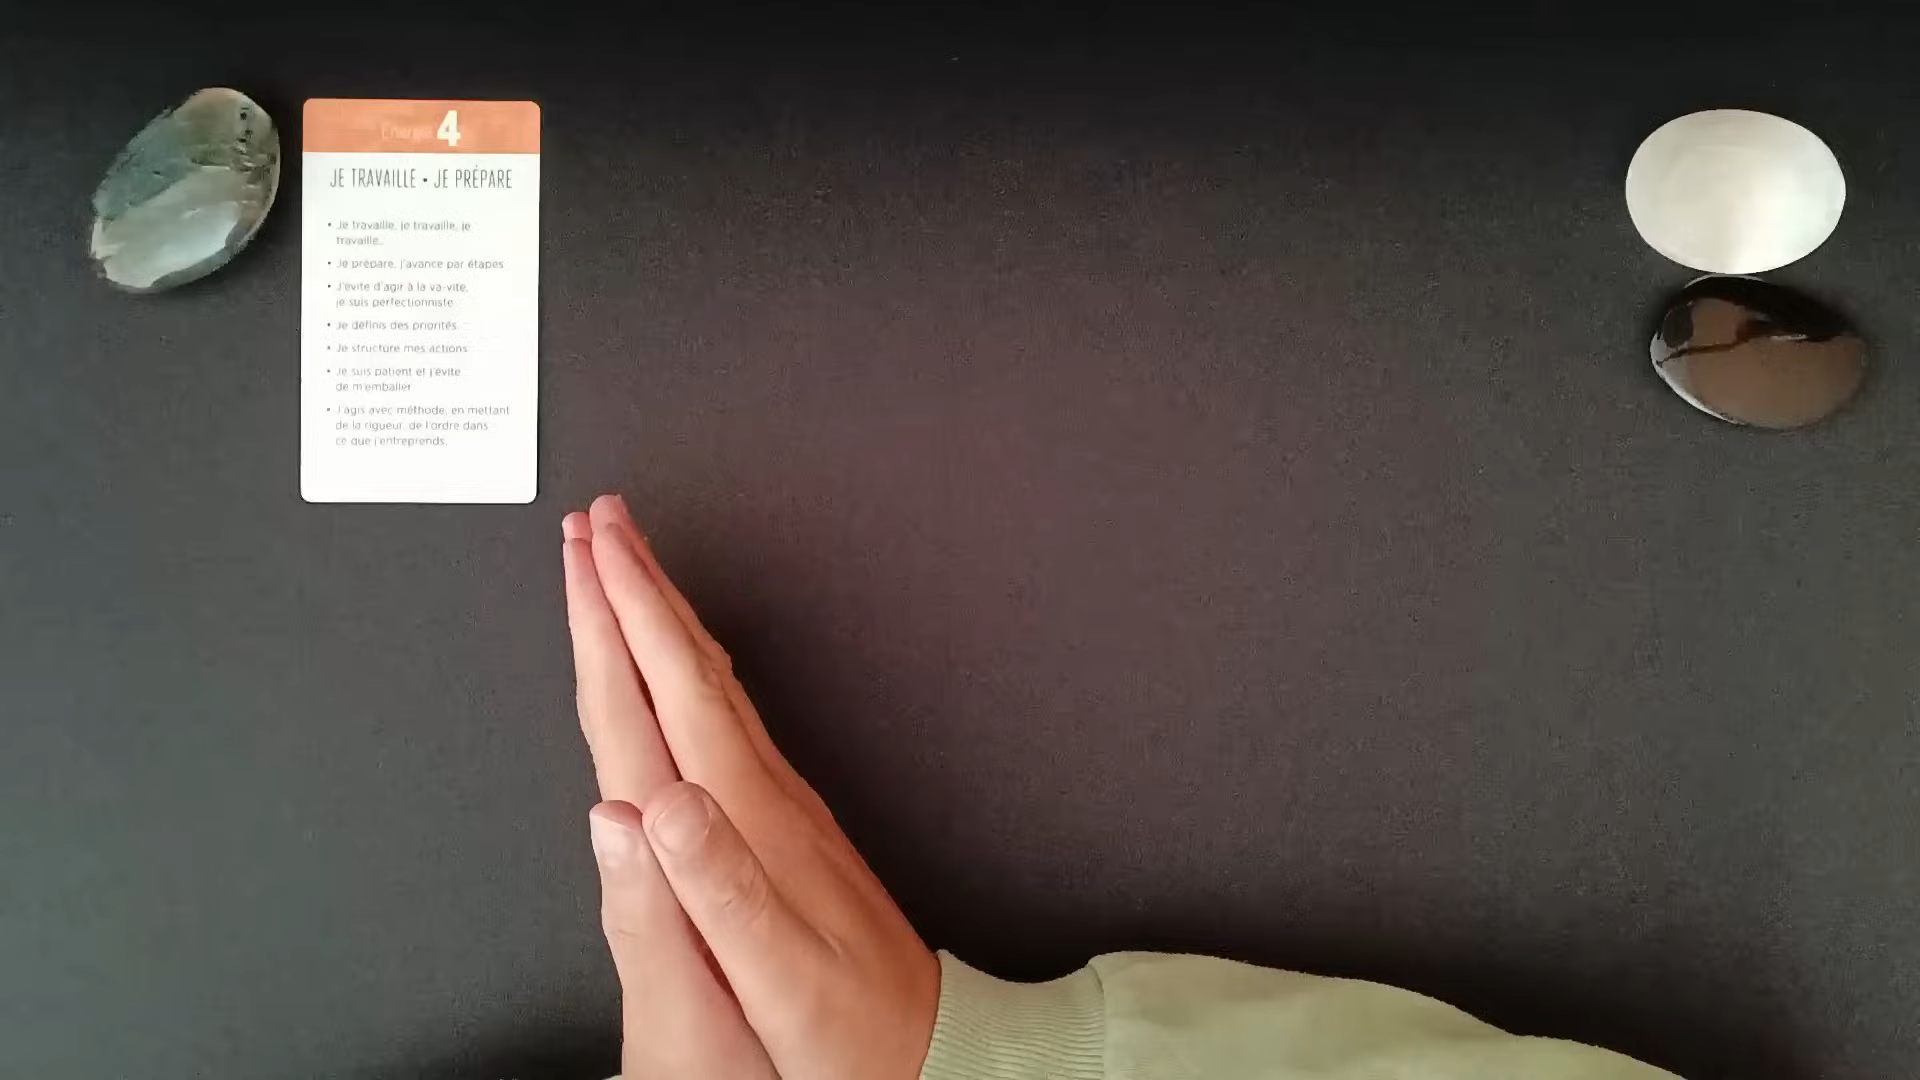 Énergie 4
JE TRAVAILLE • JE PRÉPARE
• Je travaille, je travaille, je
travaille...
• Je prépare, j'avance par étapes
• J'évite d'agir à la va-vite,
je suis perfectionniste
• Je définis des priorités
• Je structure mes actions
• Je suis patient et j'évite
de m'emballer
• J'agis avec méthode, en mettant
de la rigueur, de l'ordre dans
ce que j'entreprends.